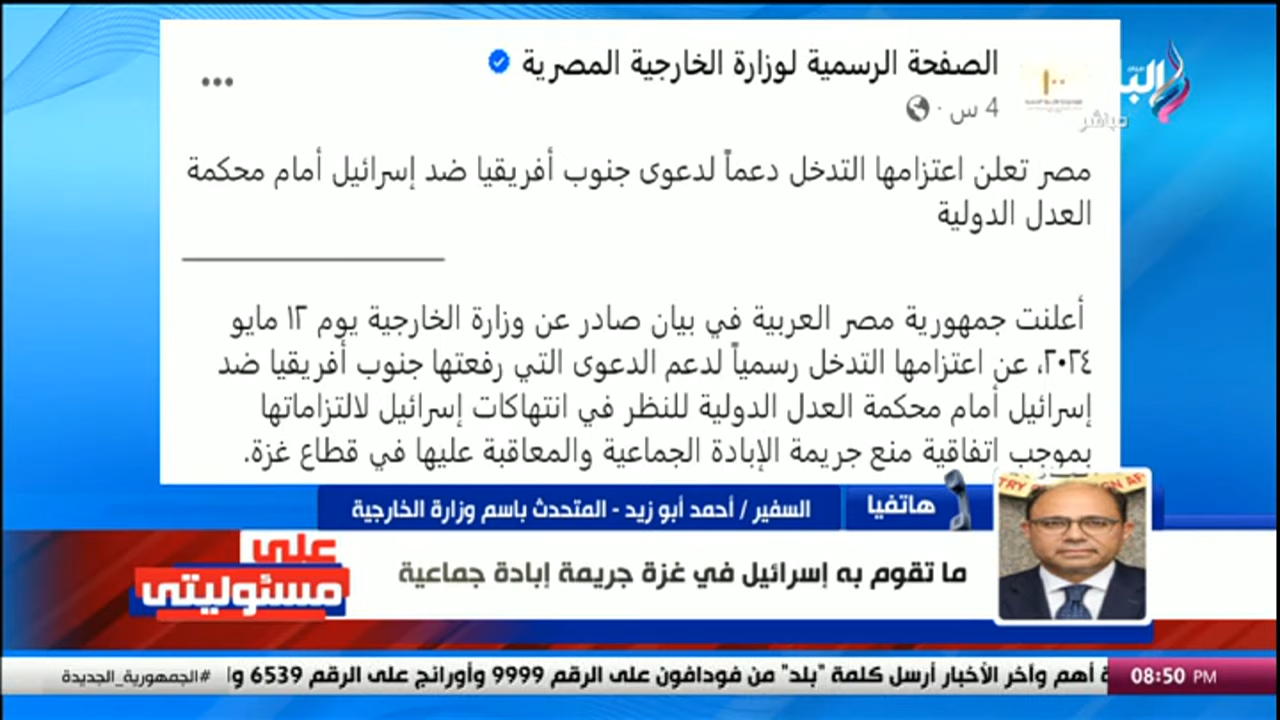 الصفحة الرسمية لوزارة الخارجية المصرية
4 س ·
مباشر
مصر تعلن اعتزامها التدخل دعماً لدعوى جنوب أفريقيا ضد إسرائيل أمام محكمة
العدل الدولية
أعلنت جمهورية مصر العربية في بيان صادر عن وزارة الخارجية يوم ١٢ مايو
٢٠٢٤، عن اعتزامها التدخل رسمياً لدعم الدعوى التي رفعتها جنوب أفريقيا ضد
إسرائيل أمام محكمة العدل الدولية للنظر في انتهاكات إسرائيل لالتزاماتها
بموجب اتفاقية منع جريمة الإبادة الجماعية والمعاقبة عليها في قطاع غزة.
هاتفيا
السفير / أحمد أبو زيد - المتحدث باسم وزارة الخارجية
على
مسئوليتى
ما تقوم به إسرائيل في غزة جريمة إبادة جماعية
08:50 PM
ة أهم وآخر الأخبار أرسل كلمة "بلد" من فودافون على الرقم 9999 وأورانج على الرقم 6539 وا
#الجمهورية_الجديدة